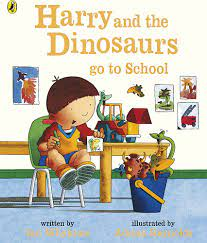 Harry and the
Dinosaurs
go to School
written by
illustrated by